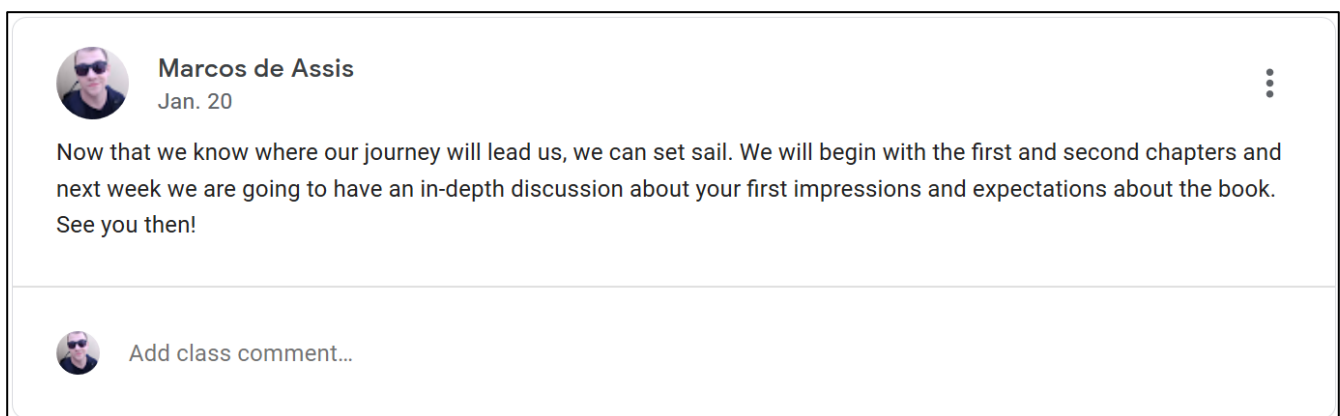 Marcos de Assis
Jan. 20
Now that we know where our journey will lead us, we can set sail. We will begin with the first and second chapters and
next week we are going to have an in-depth discussion about your first impressions and expectations about the book.
See you then!
Add class comment…